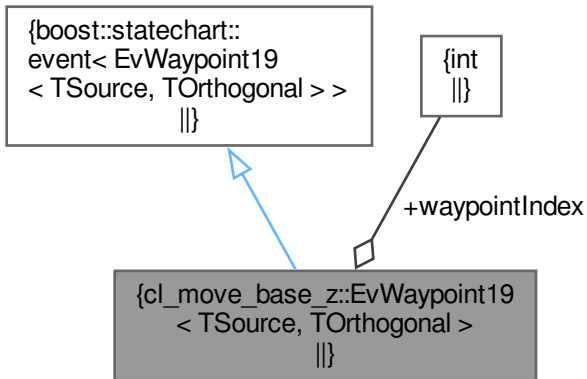 {boost::statechart::
event< EvWaypoint19
< TSource, TOrthogonal > >
||}
{int
||}
+waypointIndex
{cl_move_base_z::EvWaypoint19
< TSource, TOrthogonal >
||}